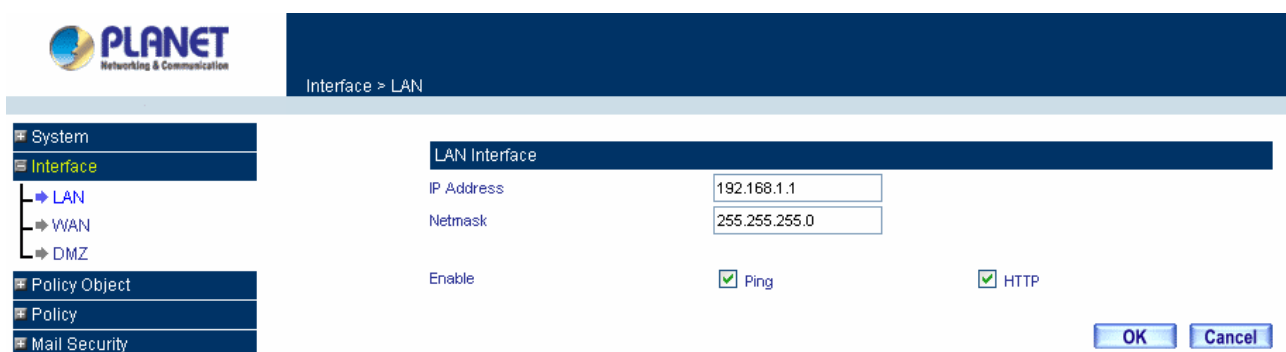 PLANET
Networking & Communication
Interface > LAN
System
Interface
LAN
WAN
DMZ
Policy Object
Policy
Mail Security
LAN Interface
IP Address 192.168.1.1
Netmask 255.255.255.0
Enable Ping HTTP
OK Cancel